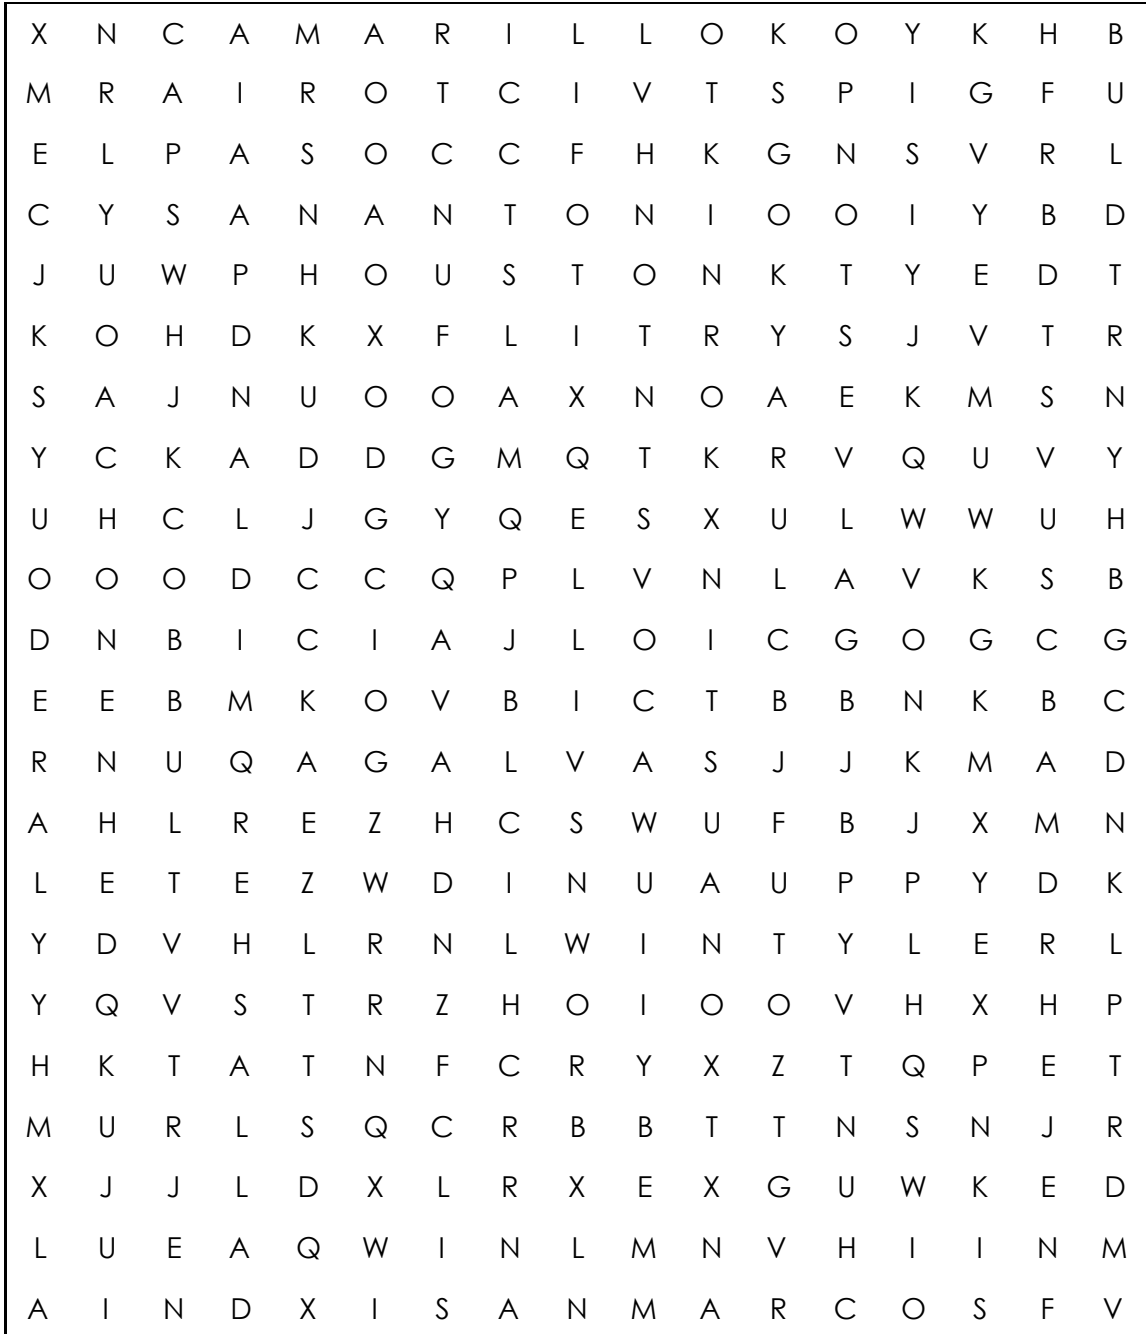 X N C A M A R I L L O K O Y K H B
M R A I R O T C I V T S P I G F U
E L P A S O C C F H K G N S V R L
C Y S A N A N T O N I O O I Y B D
J U W P H O U S T O N K T Y E D T
K O H D K X F L I T R Y S J V T R
S A J N U O O A X N O A E K M S N
Y C K A D D G M Q T K R V Q U V Y
U H C L J G Y Q E S X U L W W U H
O O O D C C Q P L V N L A V K S B
D N B I C I A J L O I C G O G C G
E E B M K O V B I C T B B N K B C
R N U Q A G A L V A S J J K M A D
A H L R E Z H C S W U F B J X M N
L E T E Z W D I N U A U P P Y D K
Y D V H L R N L W I N T Y L E R L
Y Q V S T R Z H O I O O V H X H P
H K T A T N F C R Y X Z T Q P E T
M U R L S Q C R B B T T N S N J R
X J J L D X L R X E X G U W K E D
L U E A Q W I N L M N V H I I N M
A I N D X I S A N M A R C O S F V